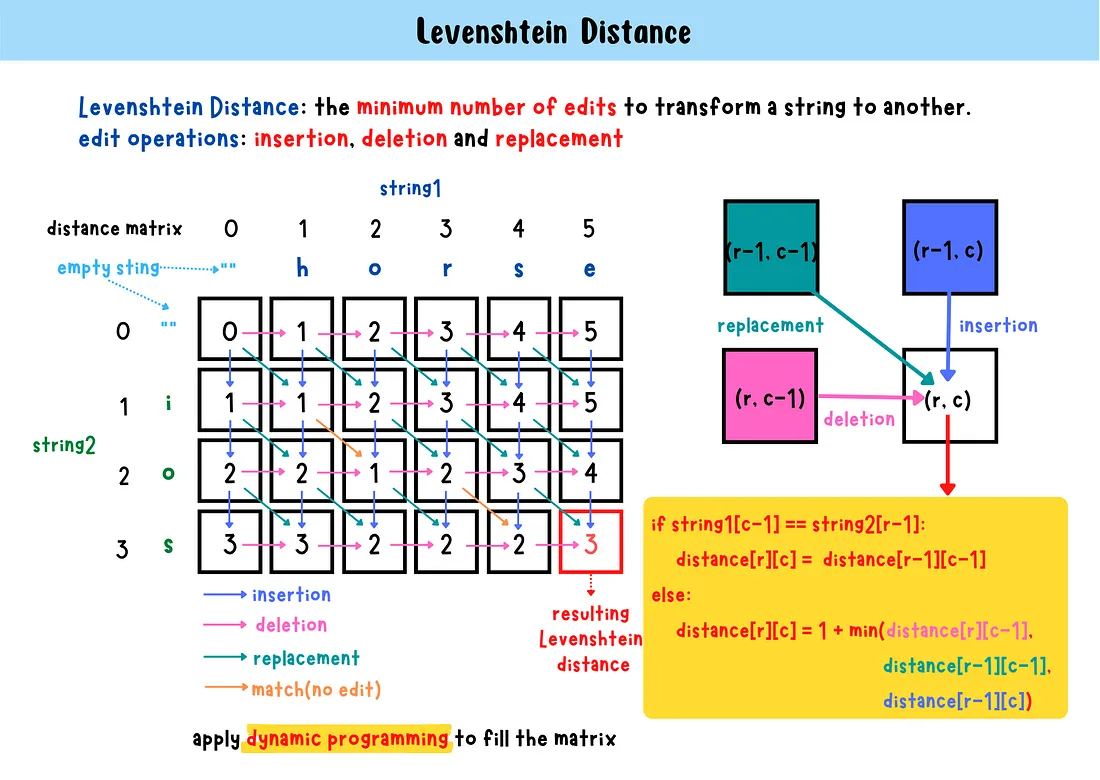 Levenshtein Distance
Levenshtein Distance: the minimum number of edits to transform a string to another.
edit operations: insertion, deletion and replacement
string1
distance matrix 0 1 2 3 4 5
empty sting "" h o r s e
0 "" 0 1 2 3 4 5
1 i 1 1 2 3 4 5
string2
2 o 2 2 1 2 3 4
3 s 3 3 2 2 2 3
insertion
deletion
replacement
match(no edit)
resulting
Levenshtein
distance
apply dynamic programming to fill the matrix
(r-1, c-1) (r-1, c)
replacement insertion
(r, c-1) (r, c)
deletion
if string1[c-1] == string2[r-1]:
distance[r][c] = distance[r-1][c-1]
else:
distance[r][c] = 1 + min(distance[r][c-1],
distance[r-1][c-1],
distance[r-1][c])